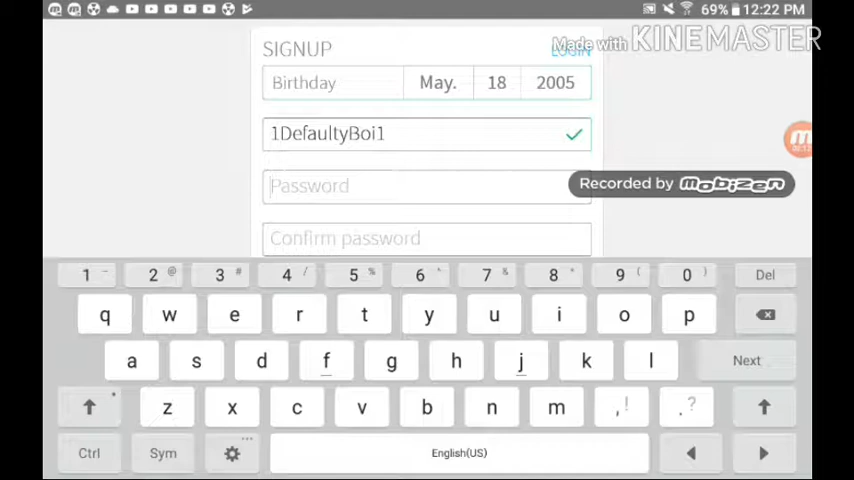 69% 12:22 PM
Made with KINEMASTER
SIGNUP LOGIN
Birthday May. 18 2005
1DefaultyBoi1
Password
Recorded by mobizen
Confirm password
1 - 2 @ 3 # 4 / 5 % 6 ^ 7 & 8 * 9 ( 0 ) Del
q w e r t y u i o p
a s d f g h j k l Next
z x c v b n m ,! .?
Ctrl Sym English(US)